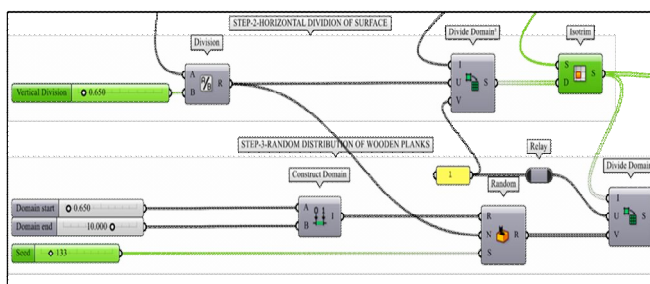 STEP-2-HORIZONTAL DIVIDION OF SURFACE
Division
Divide Domain²
Isotrim
A
B
A/B
R
I
U
V
S
S
D
S
Vertical Division
0.650
STEP-3-RANDOM DISTRIBUTION OF WOODEN PLANKS
Relay
Construct Domain
1
Random
Divide Domain
Domain start
0.650
Domain end
10.000
A
B
I
R
N
S
R
I
U
V
S
Seed
133